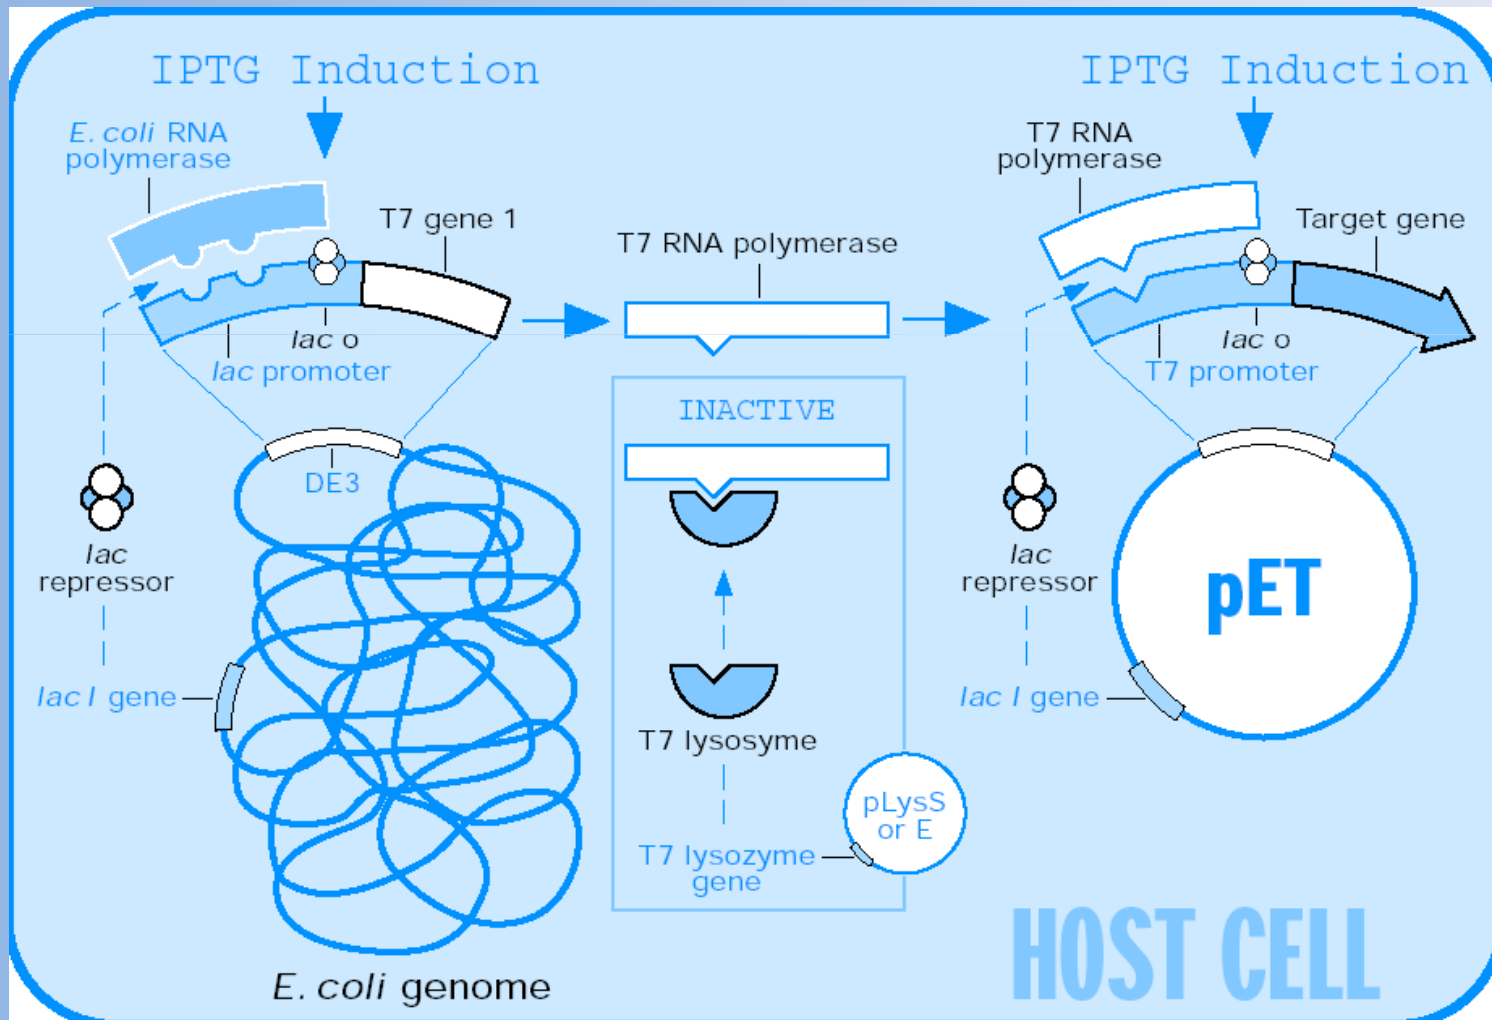 IPTG Induction
E. coli RNA
polymerase
T7 gene 1
lac o
lac promoter
DE3
lac
repressor
lac I gene
E. coli genome
T7 RNA polymerase
INACTIVE
T7 lysosyme
pLysS
or E
T7 lysozyme
gene
IPTG Induction
T7 RNA
polymerase
Target gene
lac o
T7 promoter
lac
repressor
pET
lac I gene
HOST CELL